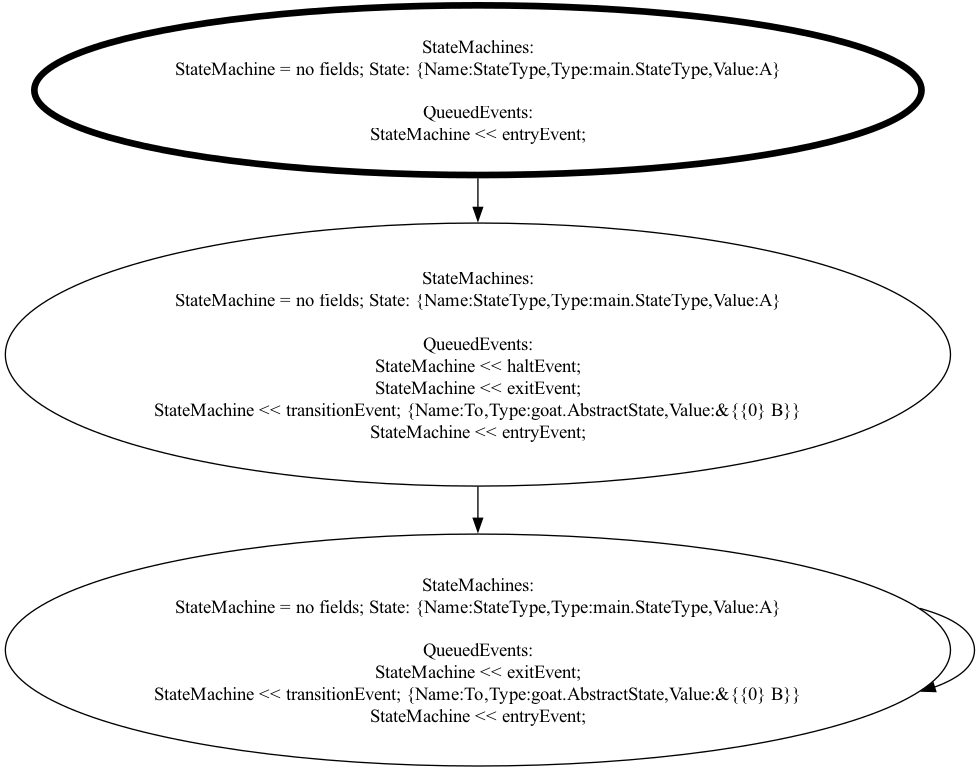 StateMachines:
StateMachine = no fields; State: {Name:StateType,Type:main.StateType,Value:A}
QueuedEvents:
StateMachine << entryEvent;
StateMachines:
StateMachine = no fields; State: {Name:StateType,Type:main.StateType,Value:A}
QueuedEvents:
StateMachine << haltEvent;
StateMachine << exitEvent;
StateMachine << transitionEvent; {Name:To,Type:goat.AbstractState,Value:&{{0} B}}
StateMachine << entryEvent;
StateMachines:
StateMachine = no fields; State: {Name:StateType,Type:main.StateType,Value:A}
QueuedEvents:
StateMachine << exitEvent;
StateMachine << transitionEvent; {Name:To,Type:goat.AbstractState,Value:&{{0} B}}
StateMachine << entryEvent;